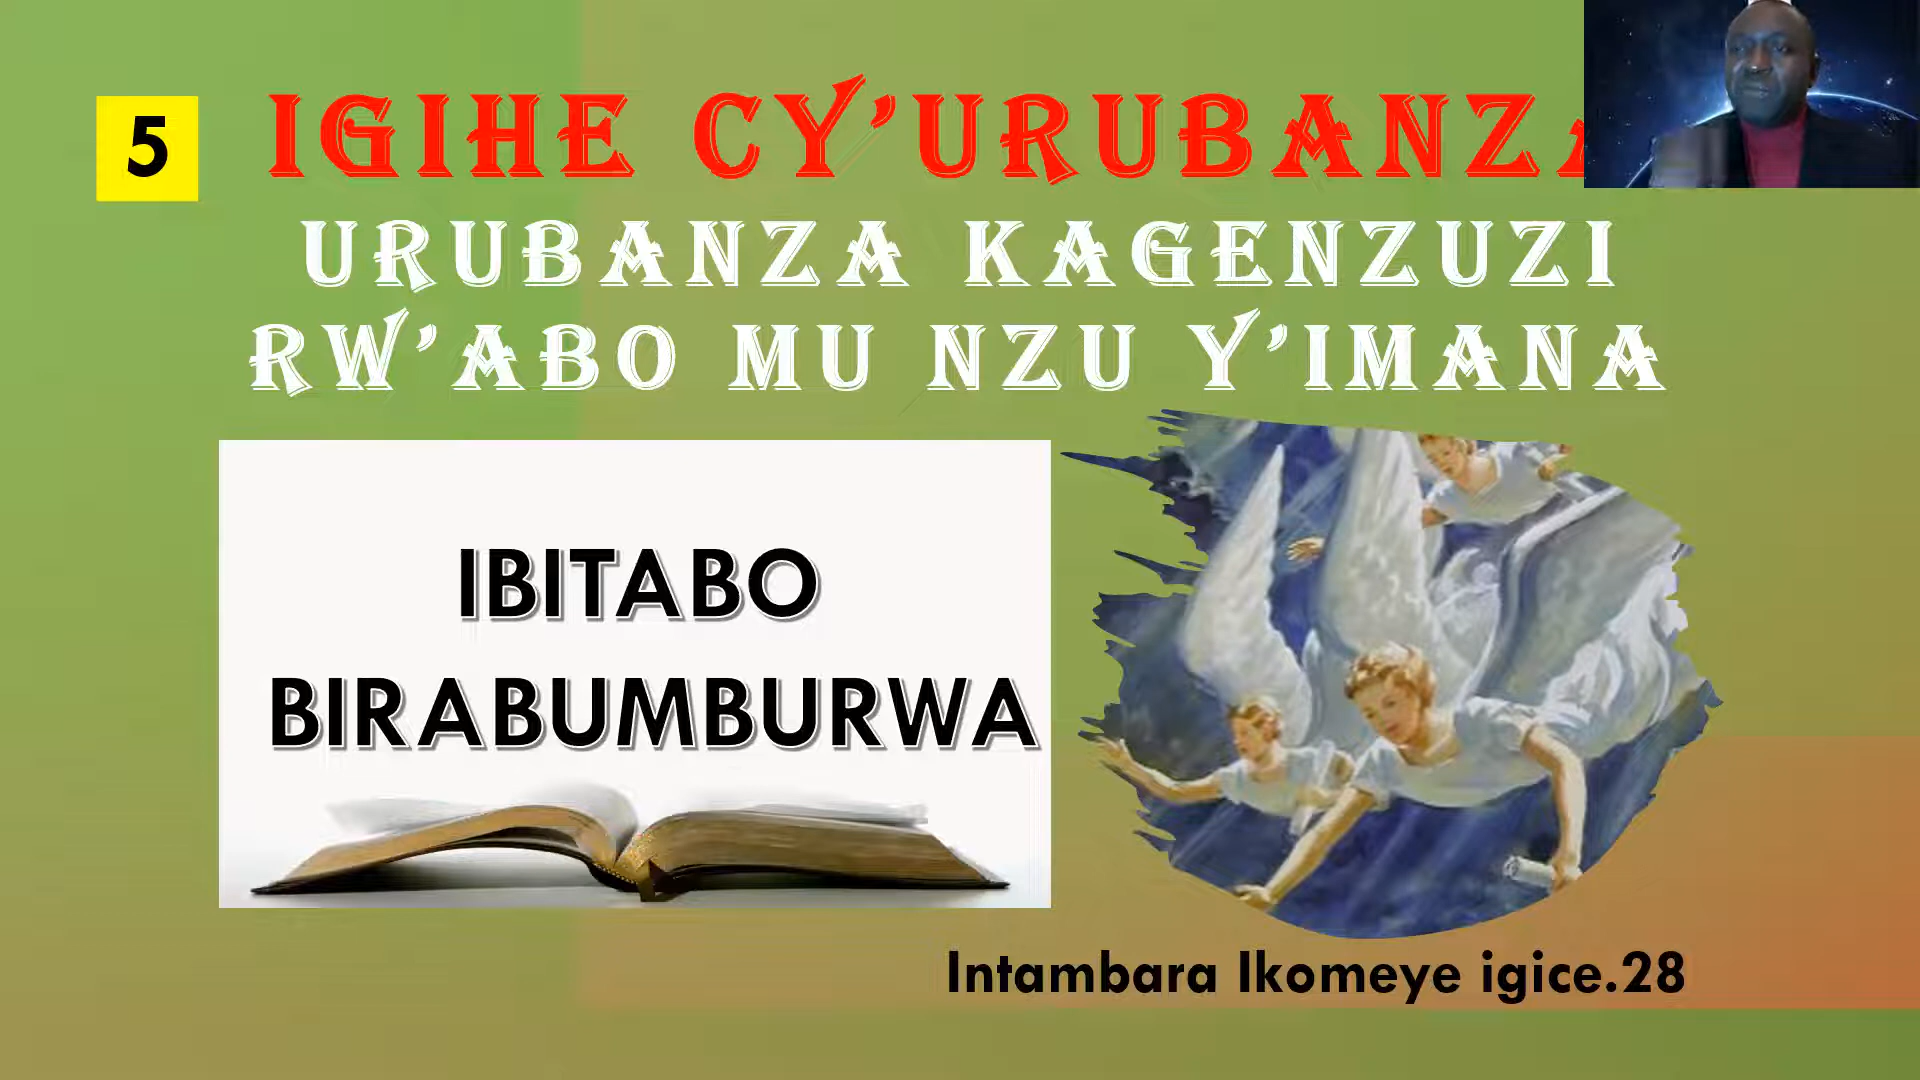 5
IGIHE CY’URUBANZA
URUBANZA KAGENZUZI
RW’ABO MU NZU Y’IMANA
IBITABO
BIRABUMBURWA
Intambara Ikomeye igice.28